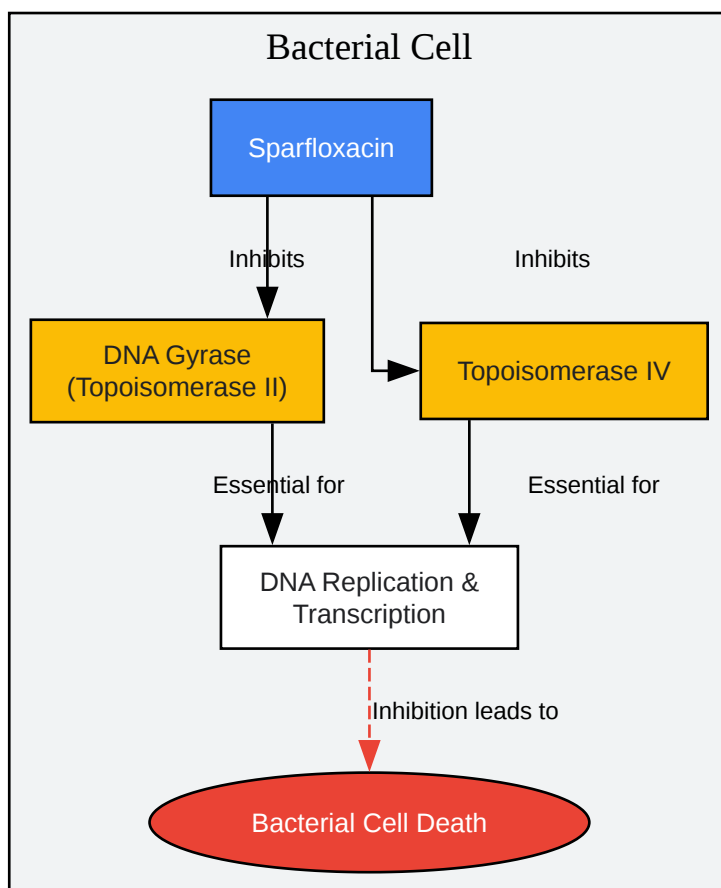 Bacterial Cell
Sparfloxacin
Inhibits
Inhibits
DNA Gyrase
(Topoisomerase II)
Topoisomerase IV
Essential for
Essential for
DNA Replication &
Transcription
Inhibition leads to
Bacterial Cell Death